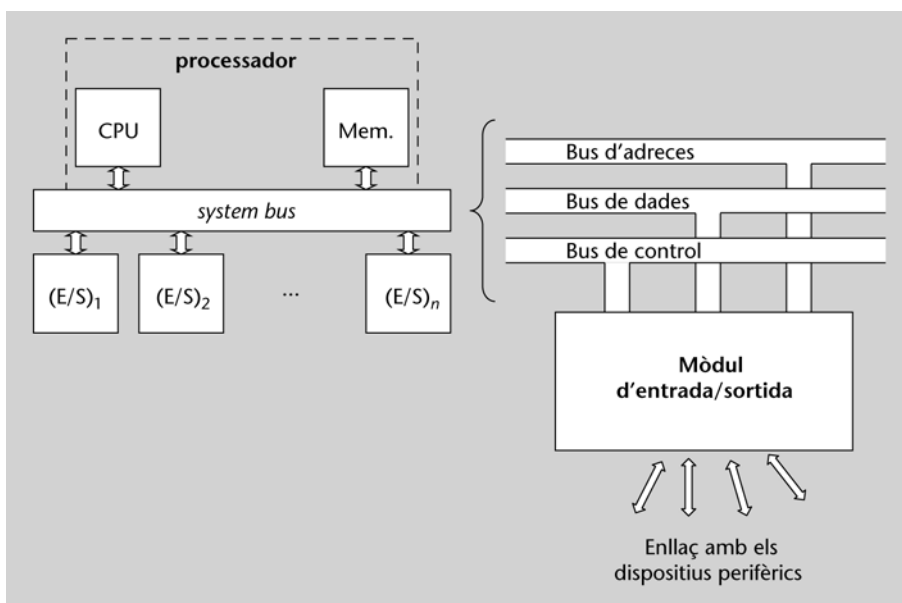 processador
CPU
Mem.
system bus
(E/S)1
(E/S)2
...
(E/S)n
Bus d'adreces
Bus de dades
Bus de control
Mòdul
d'entrada/sortida
Enllaç amb els
dispositius perifèrics